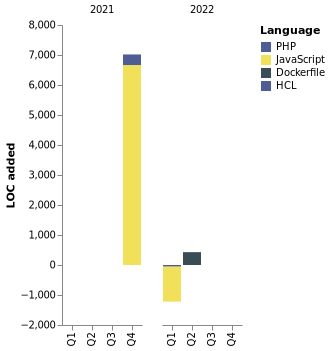 2021 2022
Language
PHP
JavaScript
Dockerfile
HCL
LOC added
8,000
7,000
6,000
5,000
4,000
3,000
2,000
1,000
0
−1,000
−2,000
Q1 Q2 Q3 Q4 Q1 Q2 Q3 Q4